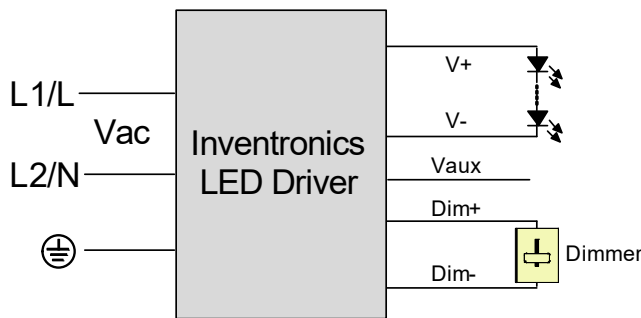 L1/L
Vac
L2/N
Inventronics
LED Driver
V+
V-
Vaux
Dim+
Dim-
Dimmer